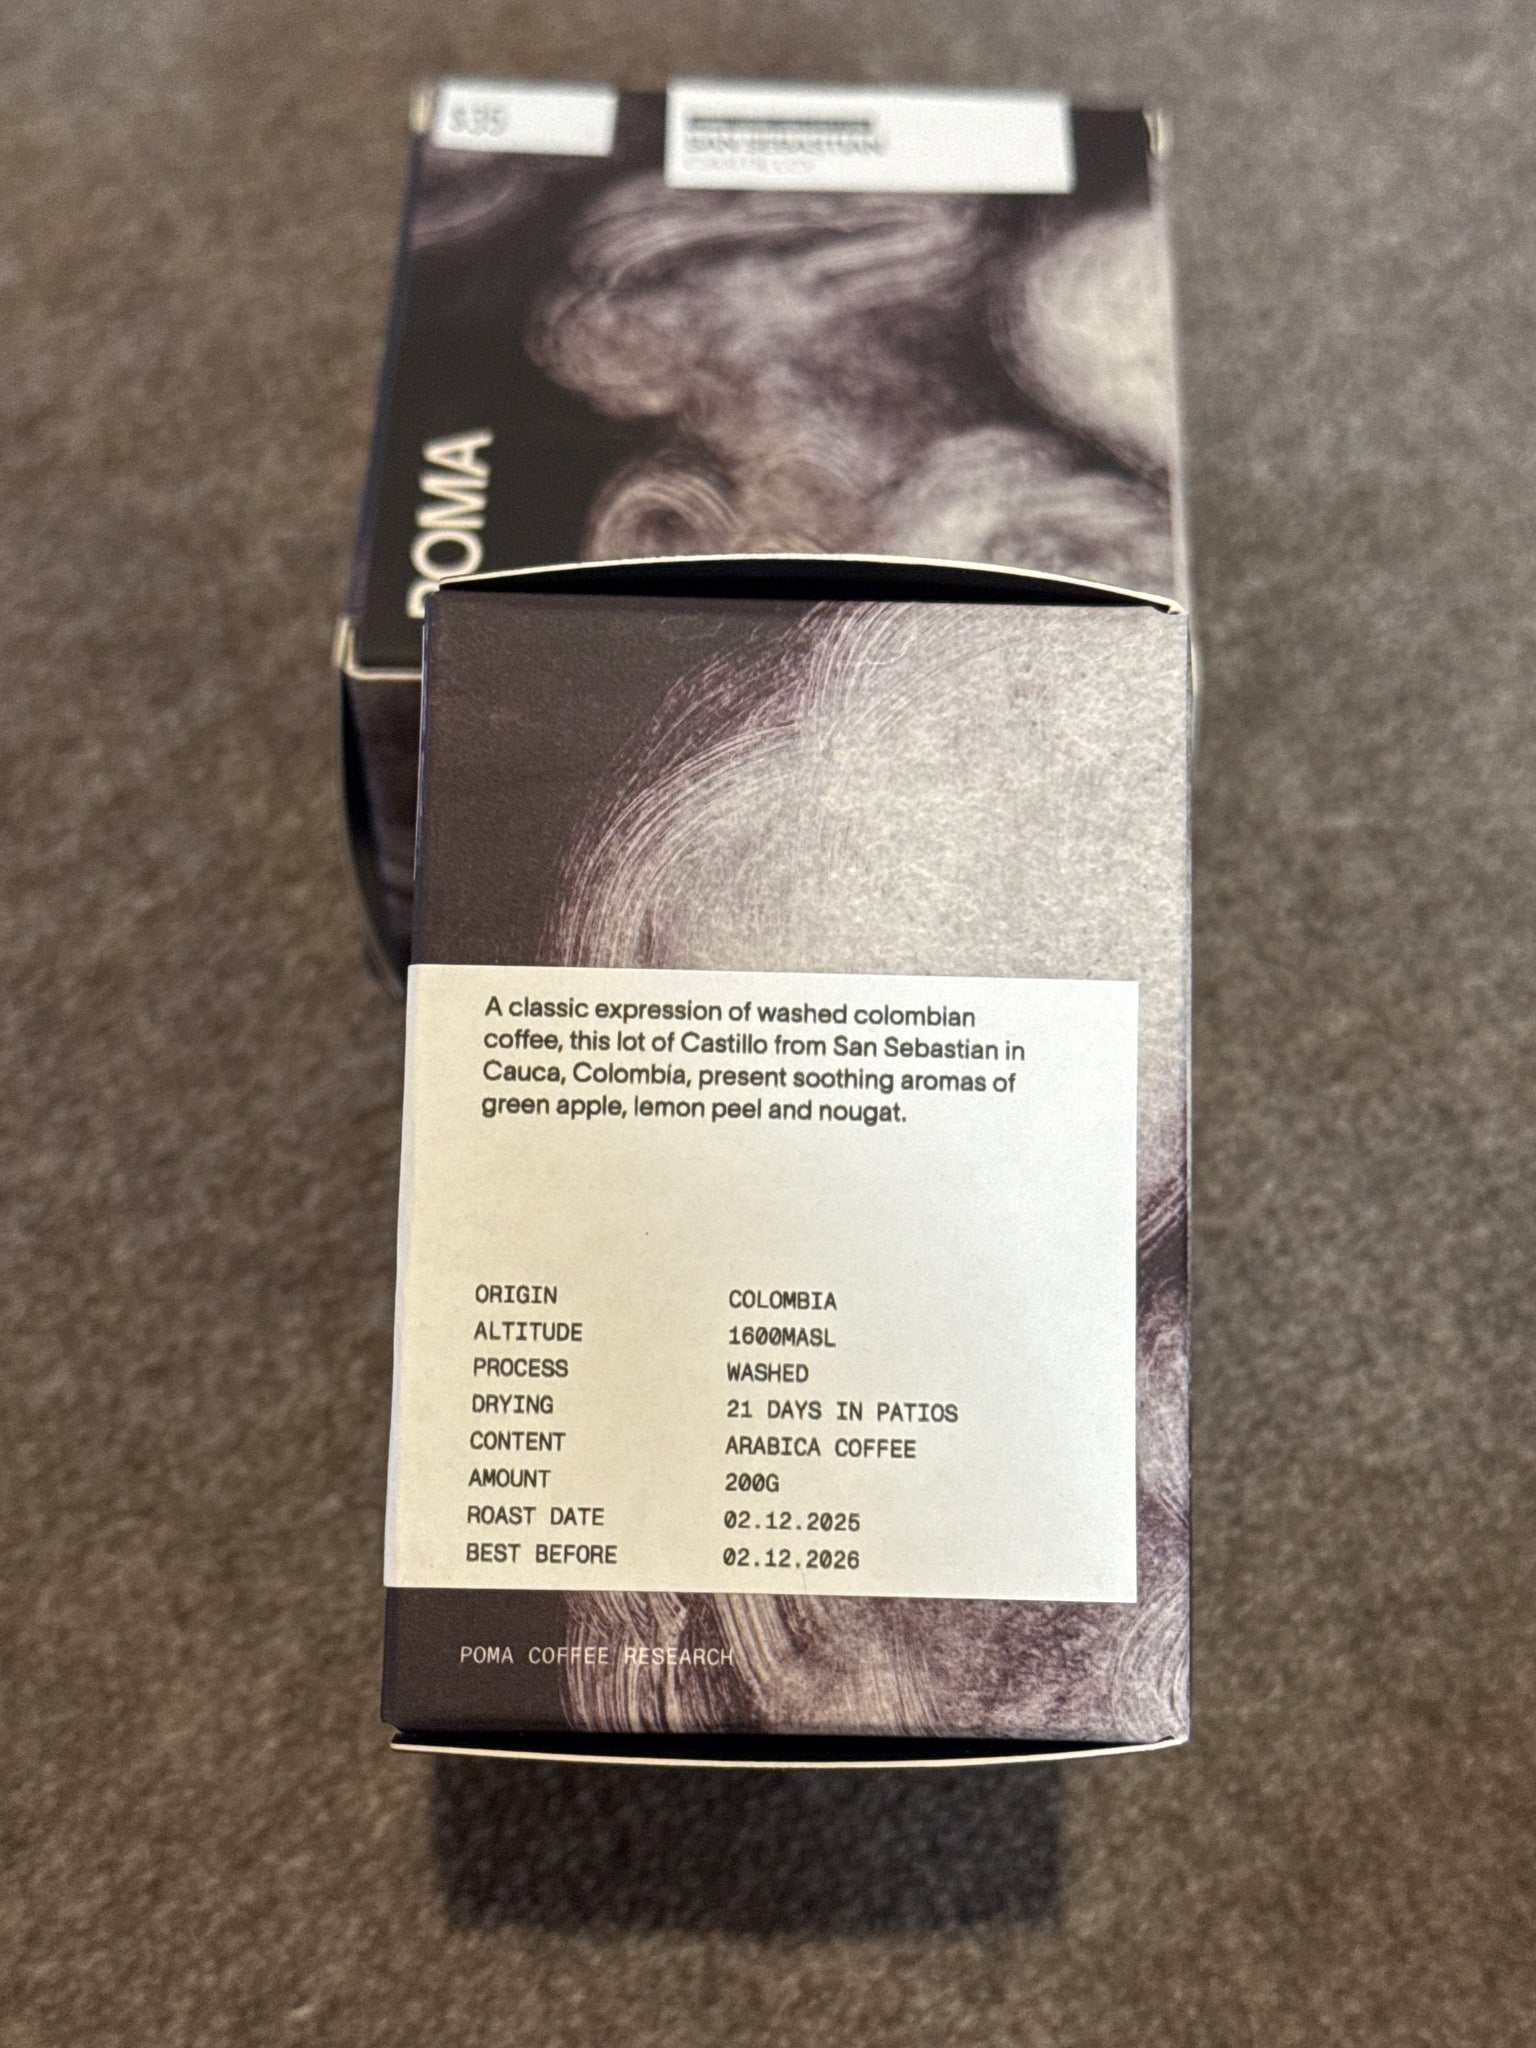 SAN SEBASTIAN
POMA
A classic expression of washed colombian
coffee, this lot of Castillo from San Sebastian in
Cauca, Colombia, present soothing aromas of
green apple, lemon peel and nougat.
ORIGIN COLOMBIA
ALTITUDE 1600MASL
PROCESS WASHED
DRYING 21 DAYS IN PATIOS
CONTENT ARABICA COFFEE
AMOUNT 200G
ROAST DATE 02.12.2025
BEST BEFORE 02.12.2026
POMA COFFEE RESEARCH